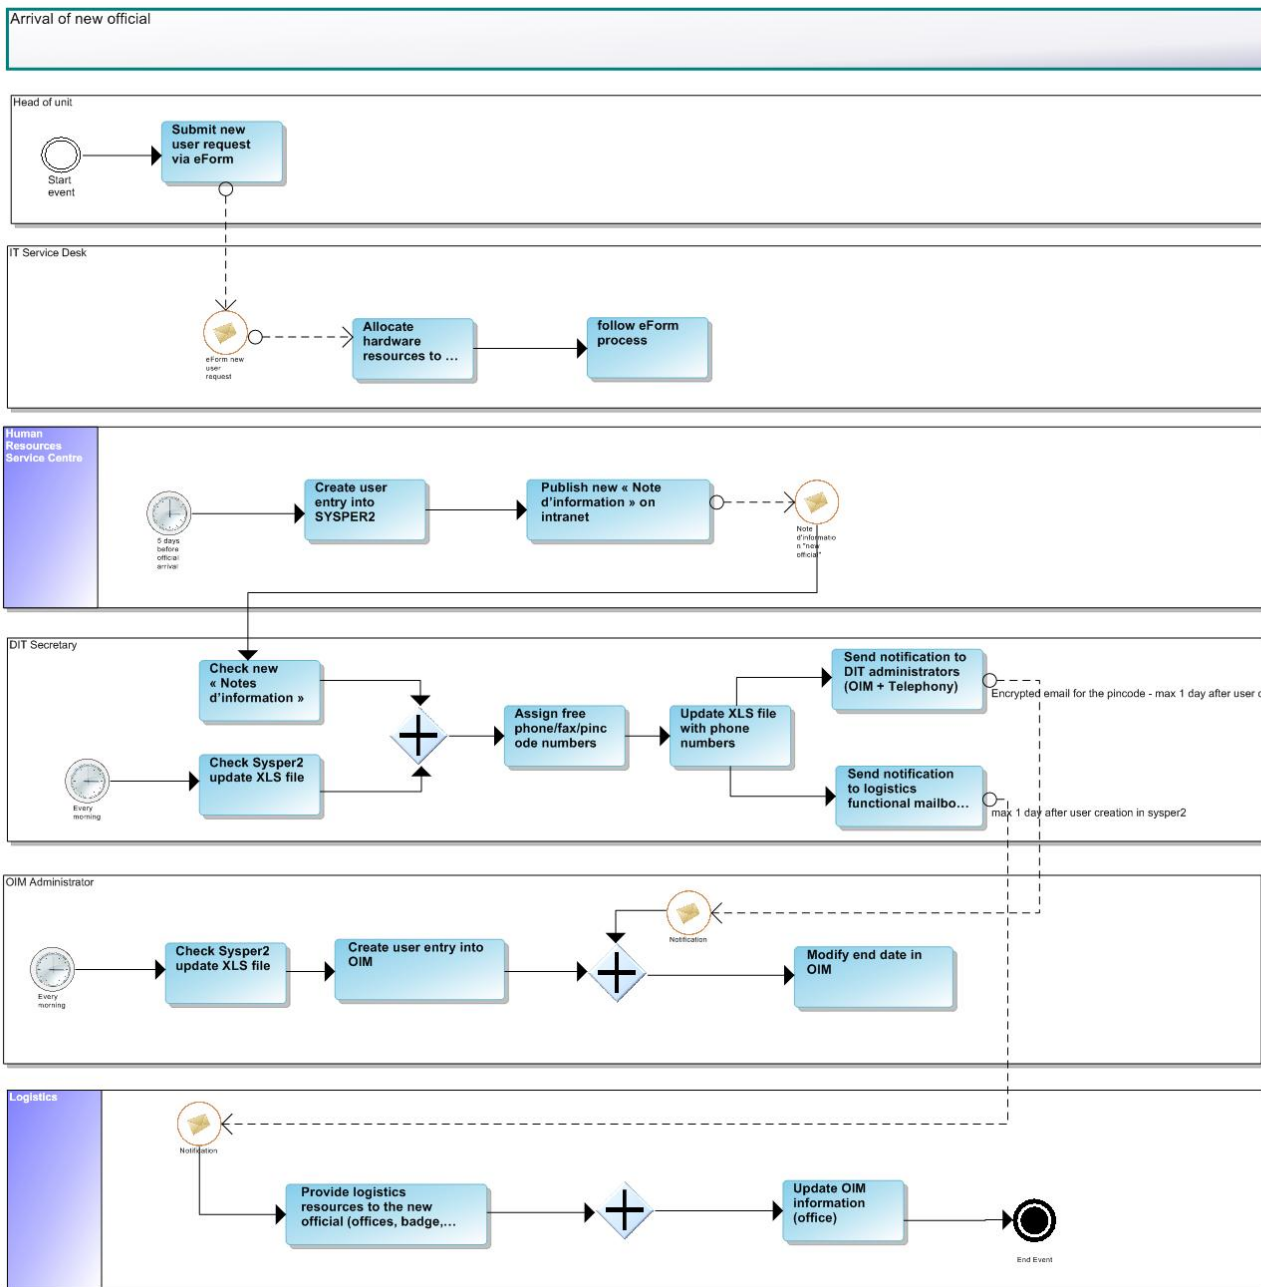 Arrival of new official
Head of unit
Submit new
user request
via eForm
Start
event
IT Service Desk
eForm new
user
request
Allocate
hardware
resources to ...
follow eForm
process
Human
Resources
Service Centre
5 days
before
official
arrival
Create user
entry into
SYSPER2
Publish new « Note
d'information » on
intranet
Note
d'informatio
n "new
official"
DIT Secretary
Check new
« Notes
d'information »
Every
morning
Check Sysper2
update XLS file
Assign free
phone/fax/pinc
ode numbers
Update XLS file
with phone
numbers
Send notification to
DIT administrators
(OIM + Telephony)
Encrypted email for the pincode - max 1 day after user
Send notification
to logistics
functional mailbo...
max 1 day after user creation in sysper2
OIM Administrator
Every
morning
Check Sysper2
update XLS file
Create user entry into
OIM
Notification
Modify end date in
OIM
Logistics
Notification
Provide logistics
resources to the new
official (offices, badge,...
Update OIM
information
(office)
End Event